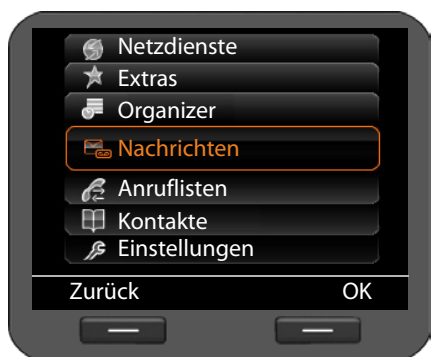 Netzdienste
Extras
Organizer
Nachrichten
Anruflisten
Kontakte
Einstellungen
Zurück OK